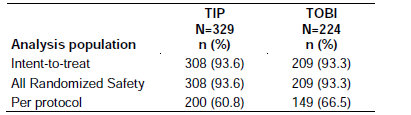 TIP TOBI
N=329 N=224
Analysis population n (%) n (%)
Intent-to-treat 308 (93.6) 209 (93.3)
All Randomized Safety 308 (93.6) 209 (93.3)
Per protocol 200 (60.8) 149 (66.5)